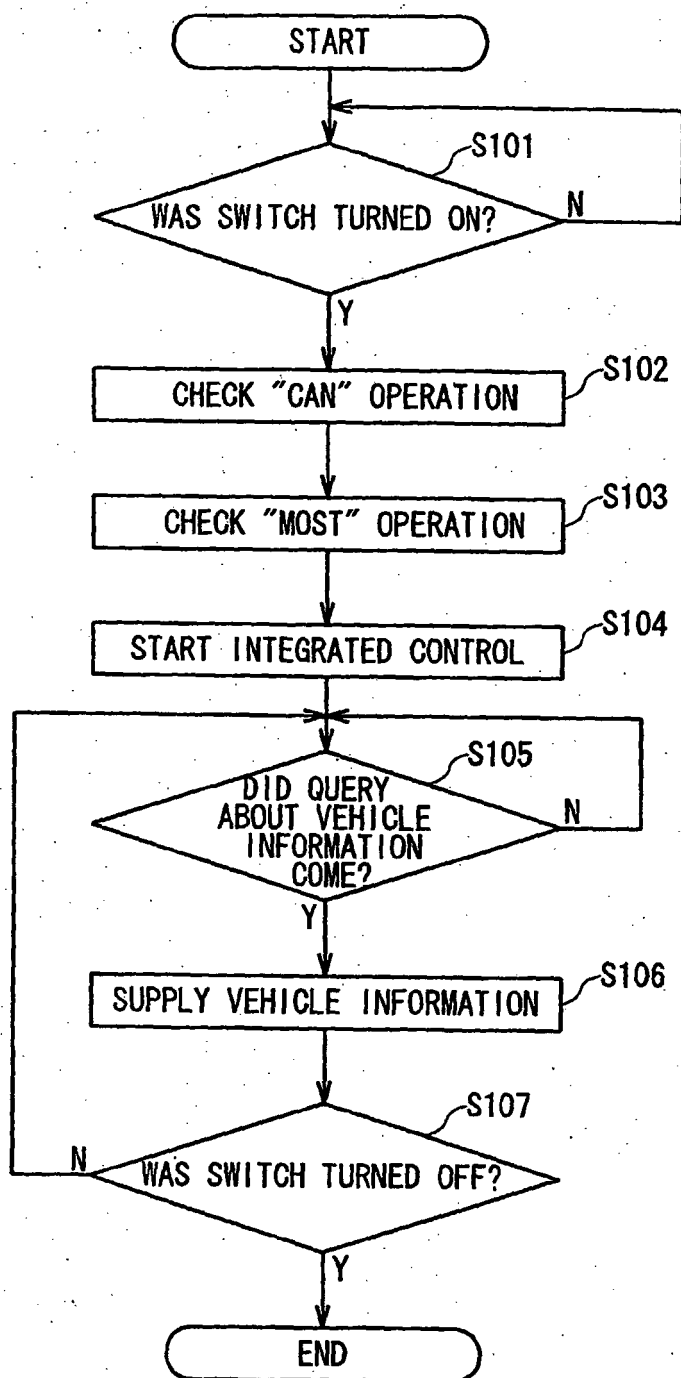 START
S101
WAS SWITCH TURNED ON?
N
Y
S102
CHECK "CAN" OPERATION
S103
CHECK "MOST" OPERATION
S104
START INTEGRATED CONTROL
S105
DID QUERY
ABOUT VEHICLE
INFORMATION
COME?
N
Y
S106
SUPPLY VEHICLE INFORMATION
S107
N
WAS SWITCH TURNED OFF?
Y
END